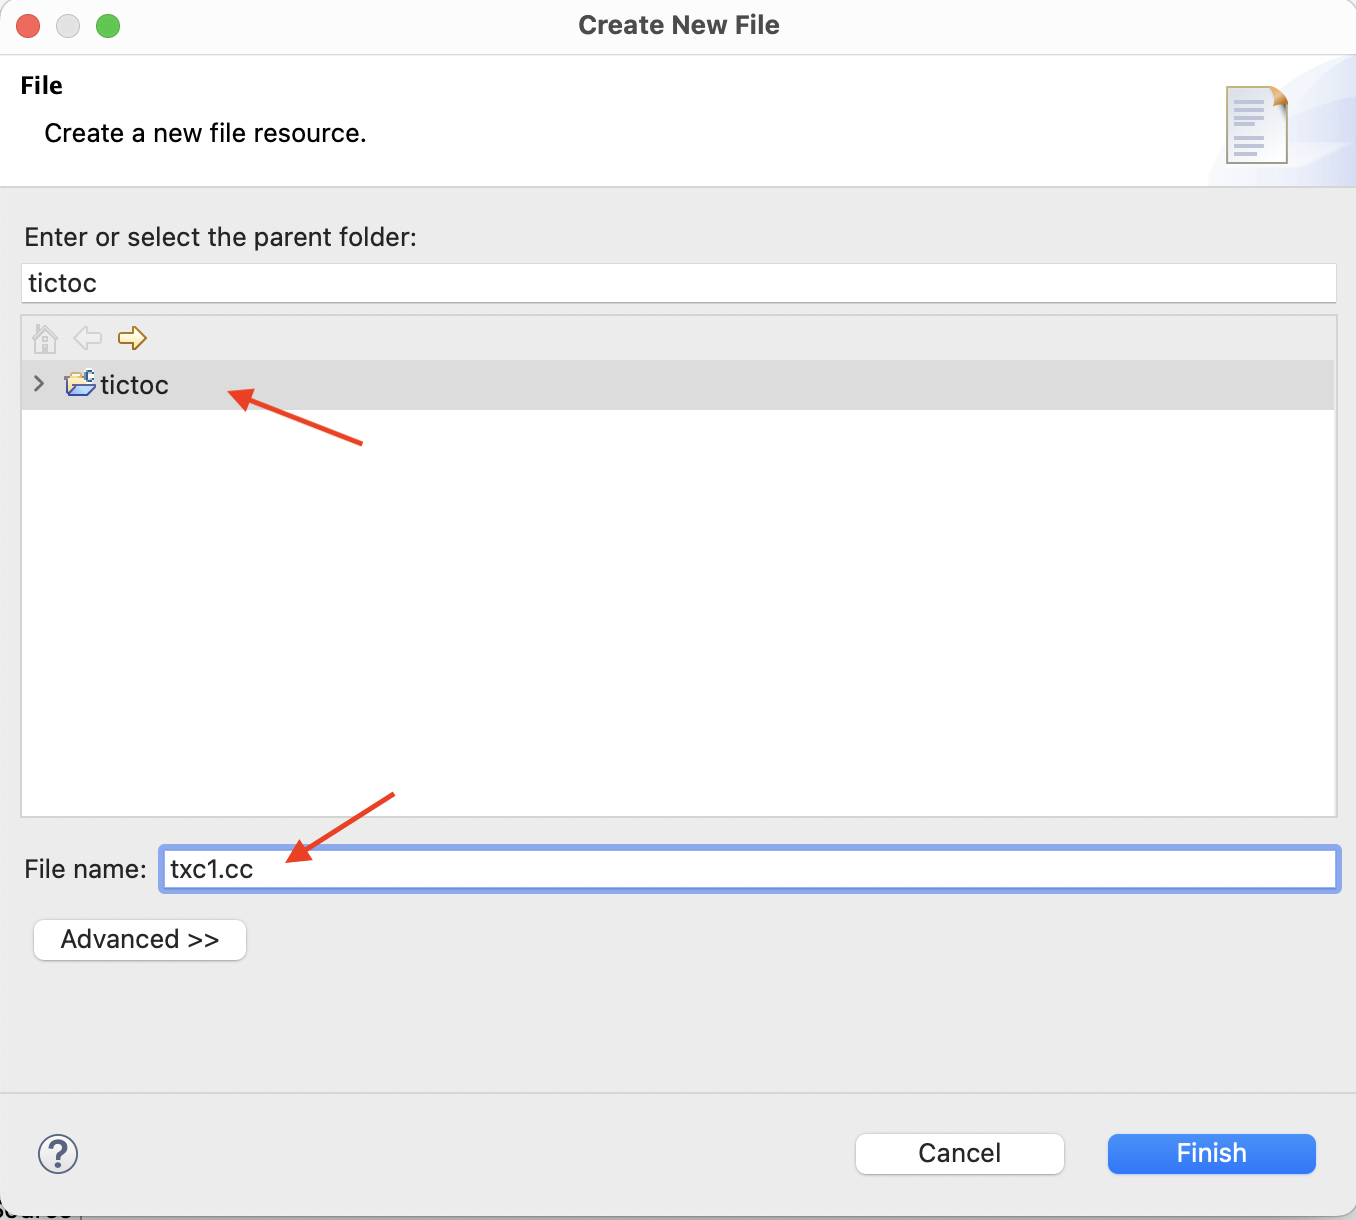 Create New File
File
Create a new file resource.
Enter or select the parent folder:
tictoc
tictoc
File name: txc1.cc
Advanced >>
?
Cancel Finish